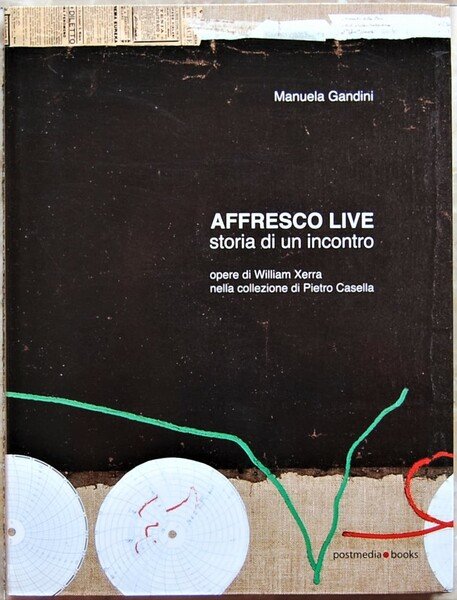 Manuela Gandini
AFFRESCO LIVE
storia di un incontro
opere di William Xerra
nella collezione di Pietro Casella
postmedia●books